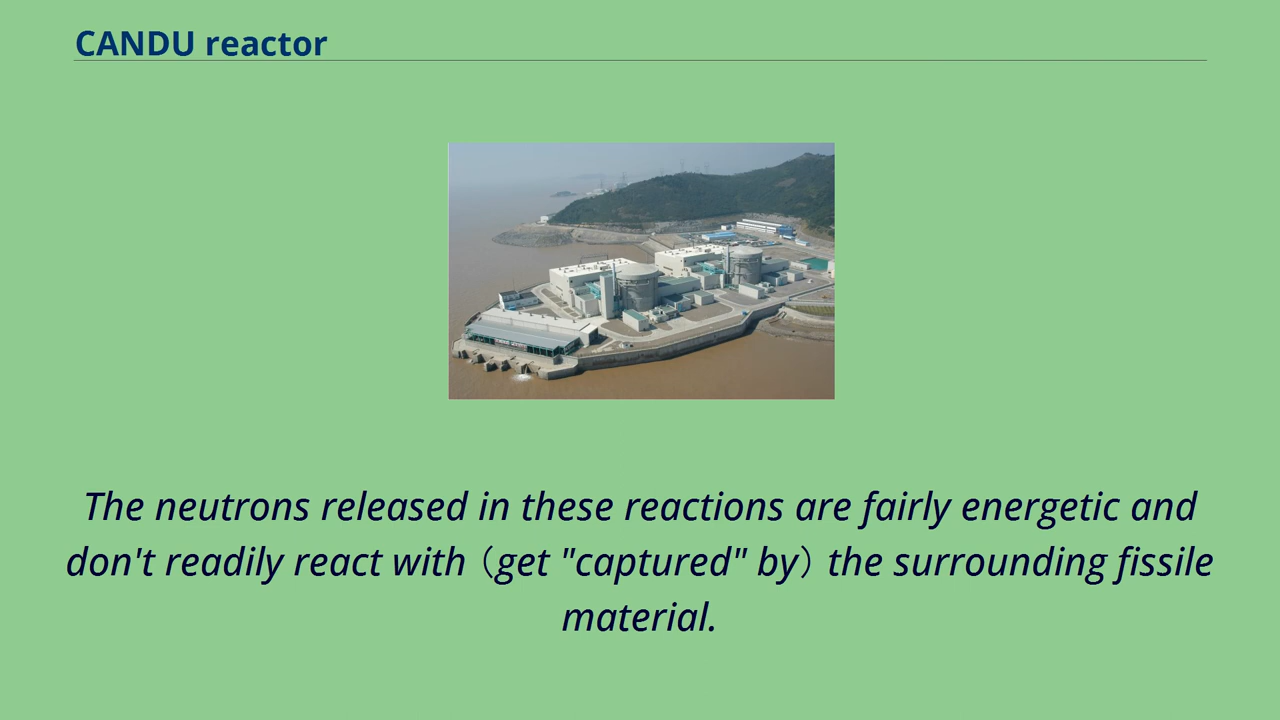 CANDU reactor
The neutrons released in these reactions are fairly energetic and
don't readily react with（get "captured" by）the surrounding fissile
material.